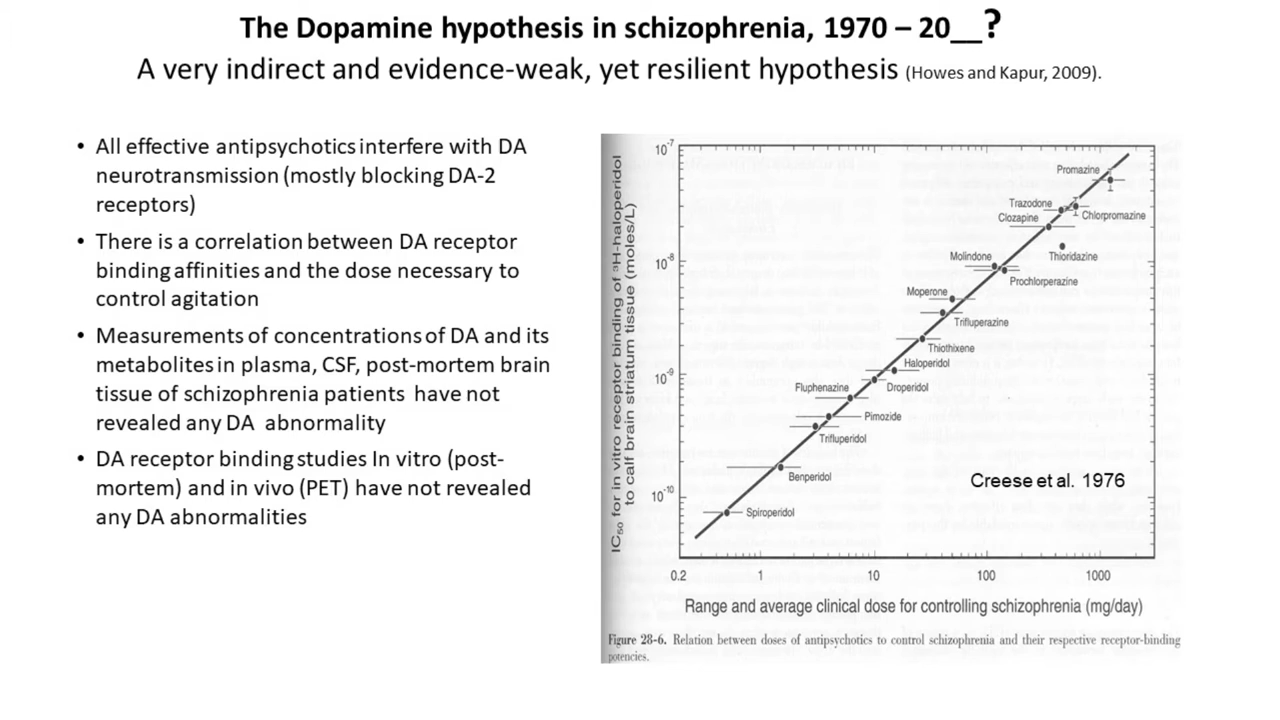 The Dopamine hypothesis in schizophrenia, 1970 – 20__?
A very indirect and evidence-weak, yet resilient hypothesis (Howes and Kapur, 2009).
• All effective antipsychotics interfere with DA
neurotransmission (mostly blocking DA-2
receptors)
• There is a correlation between DA receptor
binding affinities and the dose necessary to
control agitation
• Measurements of concentrations of DA and its
metabolites in plasma, CSF, post-mortem brain
tissue of schizophrenia patients have not
revealed any DA abnormality
• DA receptor binding studies In vitro (post-
mortem) and in vivo (PET) have not revealed
any DA abnormalities
IC50 for in vitro receptor binding of ³H-haloperidol
to calf brain striatum tissue (moles/L)
10⁻⁷
10⁻⁸
10⁻⁹
10⁻¹⁰
Promazine
Trazodone
Clozapine
Chlorpromazine
Thioridazine
Molindone
Prochlorperazine
Moperone
Trifluperazine
Thiothixene
Haloperidol
Fluphenazine
Droperidol
Pimozide
Trifluperidol
Benperidol
Spiroperidol
Creese et al. 1976
0.2 1 10 100 1000
Range and average clinical dose for controlling schizophrenia (mg/day)
Figure 28-6. Relation between doses of antipsychotics to control schizophrenia and their respective receptor-binding
potencies.